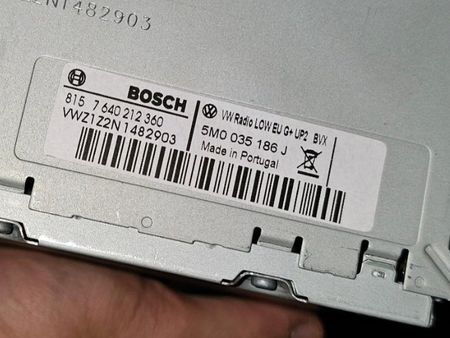 2N1482903
BOSCH
815 7 640 212 360
VWZ1Z2N1482903
VW Radio LOW EU G+ UP2 BVX
5M0 035 186 J
Made in Portugal